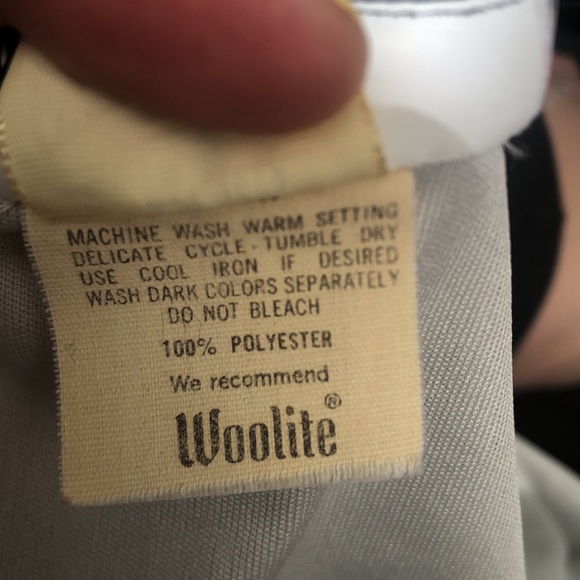 MACHINE WASH WARM SETTING
DELICATE CYCLE-TUMBLE DRY
USE COOL IRON IF DESIRED
WASH DARK COLORS SEPARATELY
DO NOT BLEACH
100% POLYESTER
We recommend
Woolite®